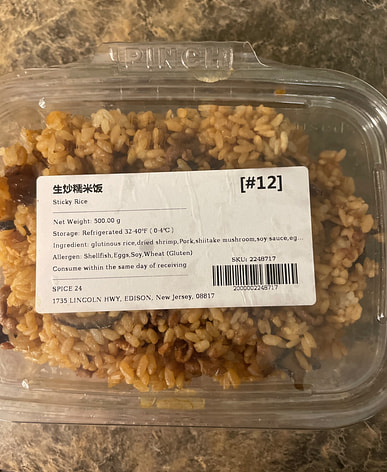 PINCH
生炒糯米饭
[#12]
Sticky Rice
Net Weight: 500.00 g
Storage: Refrigerated 32-40°F ( 0-4°C )
Ingredient: glutinous rice,dried shrimp,Pork,shiitake mushroom,soy sauce,eg...
Allergen: Shellfish,Eggs,Soy,Wheat (Gluten)
SKU: 2248717
Consume within the same day of receiving
2000002248717
SPICE 24
1735 LINCOLN HWY, EDISON, New Jersey, 08817